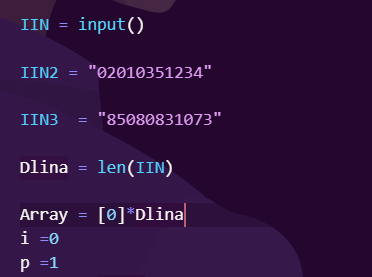 IIN = input()
IIN2 = "02010351234"
IIN3  = "85080831073"
Dlina = len(IIN)
Array = [0]*Dlina
i =0
p =1